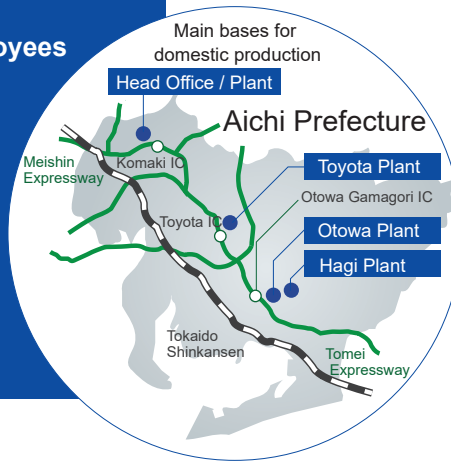 oyees
Main bases for
domestic production
Head Office / Plant
Aichi Prefecture
Meishin
Expressway
Komaki IC
Toyota Plant
Otowa Gamagori IC
Toyota IC
Otowa Plant
Hagi Plant
Tokaido
Shinkansen
Tomei
Expressway